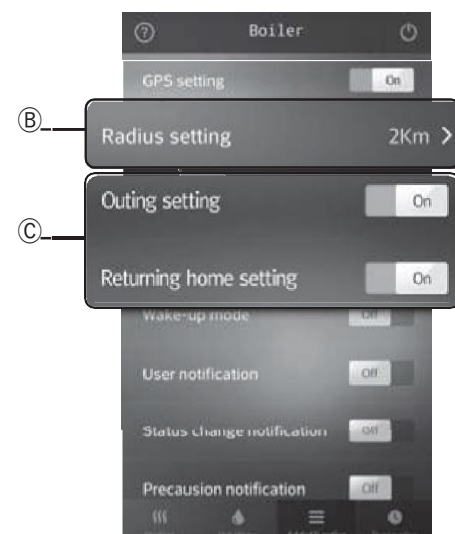 Boiler
GPS setting On
Ⓑ
Radius setting 2Km >
Ⓒ
Outing setting On
Returning home setting On
Wake-up mode Off
User notification Off
Status change notification Off
Precausion notification Off